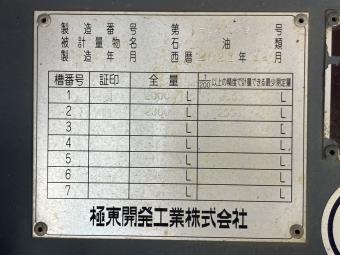 製造番号 第 号
被計量物名 石油類
製造年月 西暦 年 月
槽番号 証印 全量 1/200以上の精度で計量できる最少測定量
1 L L
2 L L
3 L L
4 L L
5 L L
6 L L
7 L L
極東開発工業株式会社